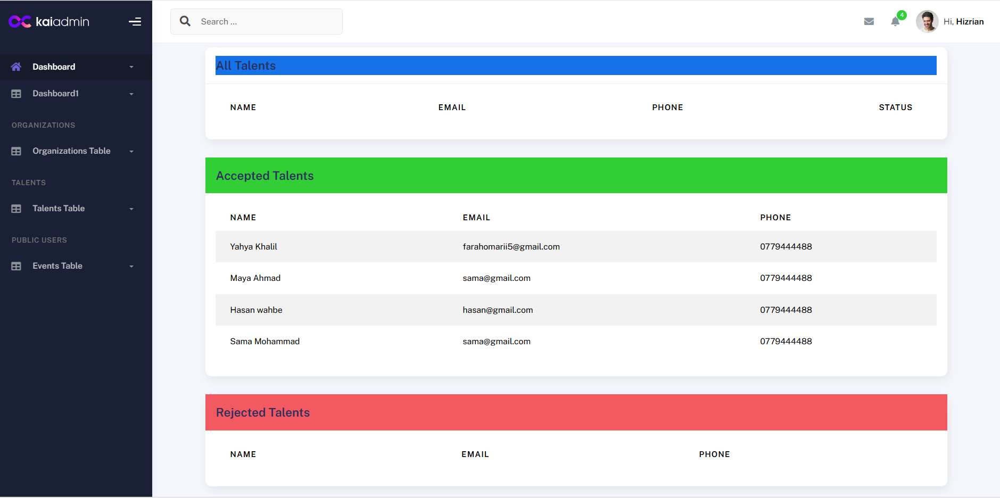 kaiadmin
Search ...
4
Hi, Hizrian
Dashboard
Dashboard1
ORGANIZATIONS
Organizations Table
TALENTS
Talents Table
PUBLIC USERS
Events Table
All Talents
NAME EMAIL PHONE STATUS
Accepted Talents
NAME EMAIL PHONE
Yahya Khalil farahomarii5@gmail.com 0779444488
Maya Ahmad sama@gmail.com 0779444488
Hasan wahbe hasan@gmail.com 0779444488
Sama Mohammad sama@gmail.com 0779444488
Rejected Talents
NAME EMAIL PHONE